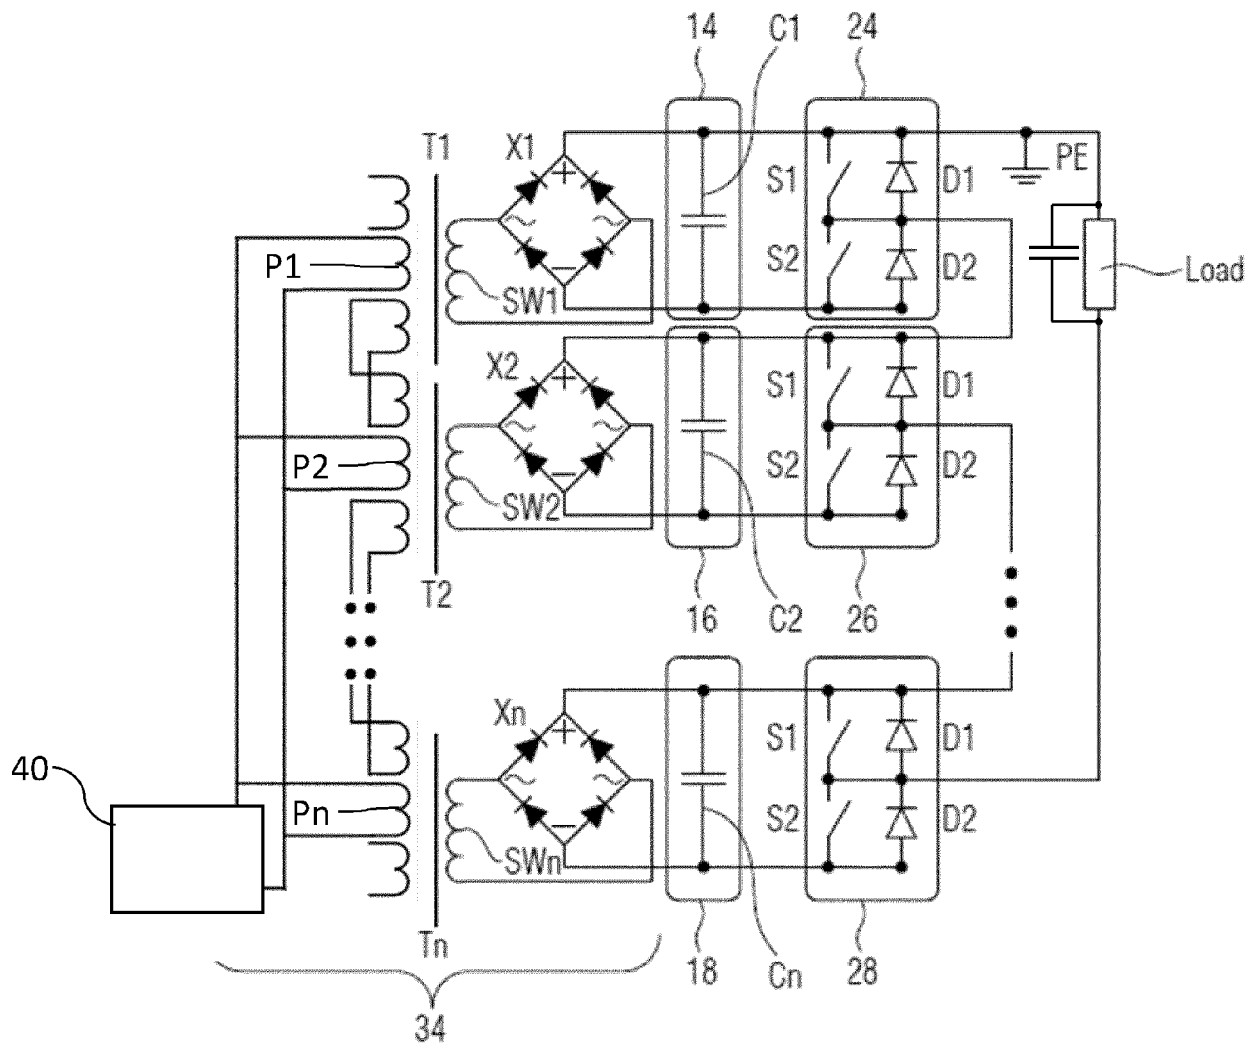 14 C1 24
T1 X1 PE
S1 D1
P1 S2 D2 Load
SW1
X2
S1 D1
P2 S2 D2
SW2
T2 16 C2 26
Xn
S1 D1
40
Pn S2 D2
SWn
Tn 18 Cn 28
34